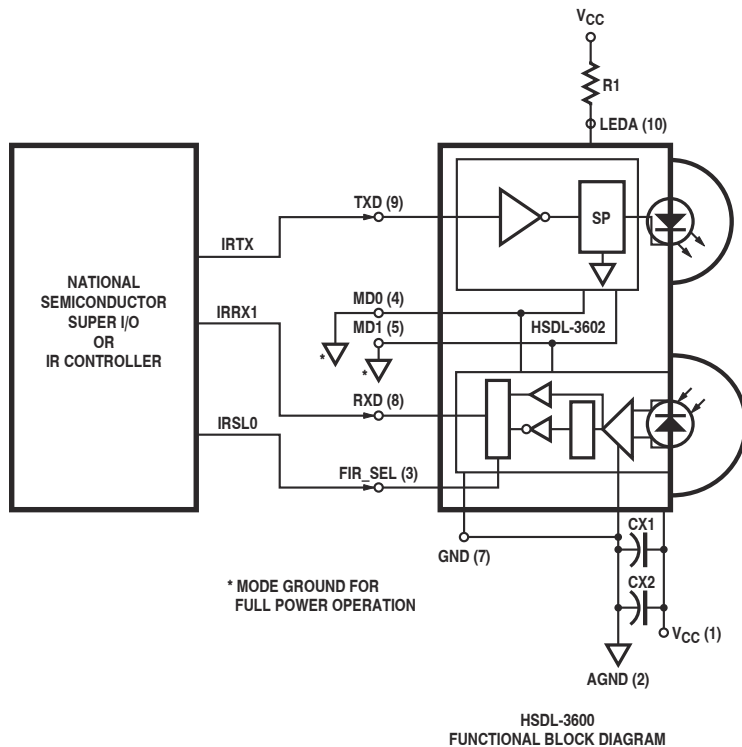 VCC
R1
LEDA (10)
TXD (9)
SP
IRTX
NATIONAL
SEMICONDUCTOR
SUPER I/O
OR
IR CONTROLLER
MD0 (4)
MD1 (5)
HSDL-3602
*
*
IRRX1
RXD (8)
IRSL0
FIR_SEL (3)
CX1
GND (7)
CX2
* MODE GROUND FOR
FULL POWER OPERATION
VCC (1)
AGND (2)
HSDL-3600
FUNCTIONAL BLOCK DIAGRAM